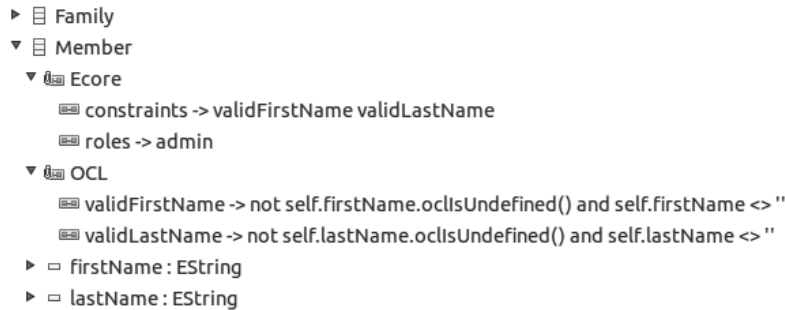 Family
Member
Ecore
constraints -> validFirstName validLastName
roles -> admin
OCL
validFirstName -> not self.firstName.oclIsUndefined() and self.firstName <> ''
validLastName -> not self.lastName.oclIsUndefined() and self.lastName <> ''
firstName : EString
lastName : EString